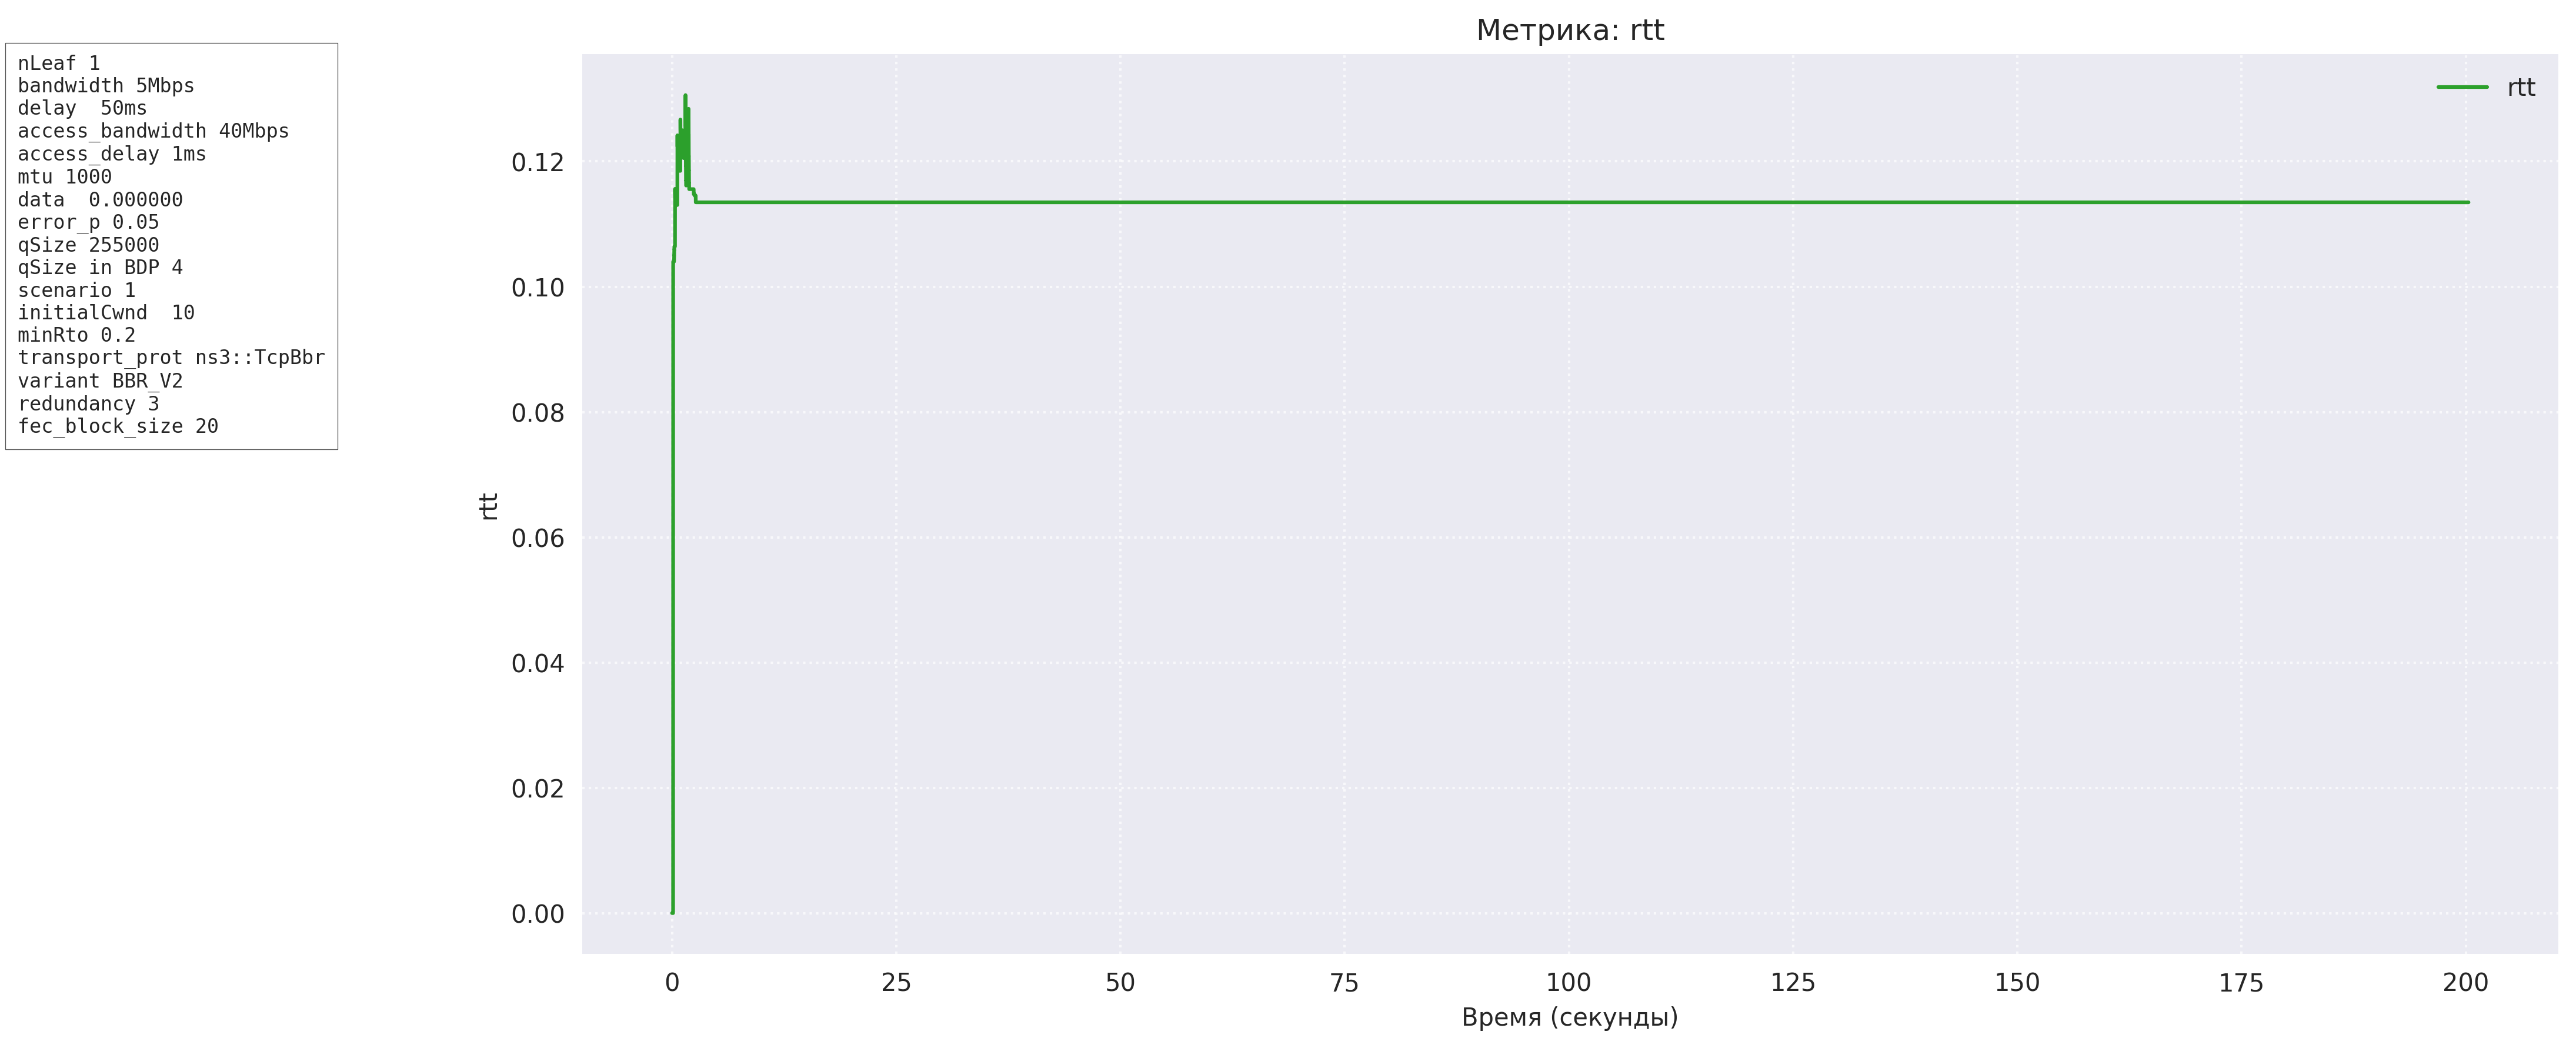 Метрика: rtt
nLeaf 1
bandwidth 5Mbps
delay  50ms
access_bandwidth 40Mbps
access_delay 1ms
mtu 1000
data  0.000000
error_p 0.05
qSize 255000
qSize in BDP 4
scenario 1
initialCwnd  10
minRto 0.2
transport_prot ns3::TcpBbr
variant BBR_V2
redundancy 3
fec_block_size 20
rtt
0.12
0.10
0.08
0.06
0.04
0.02
0.00
rtt
0 25 50 75 100 125 150 175 200
Время (секунды)